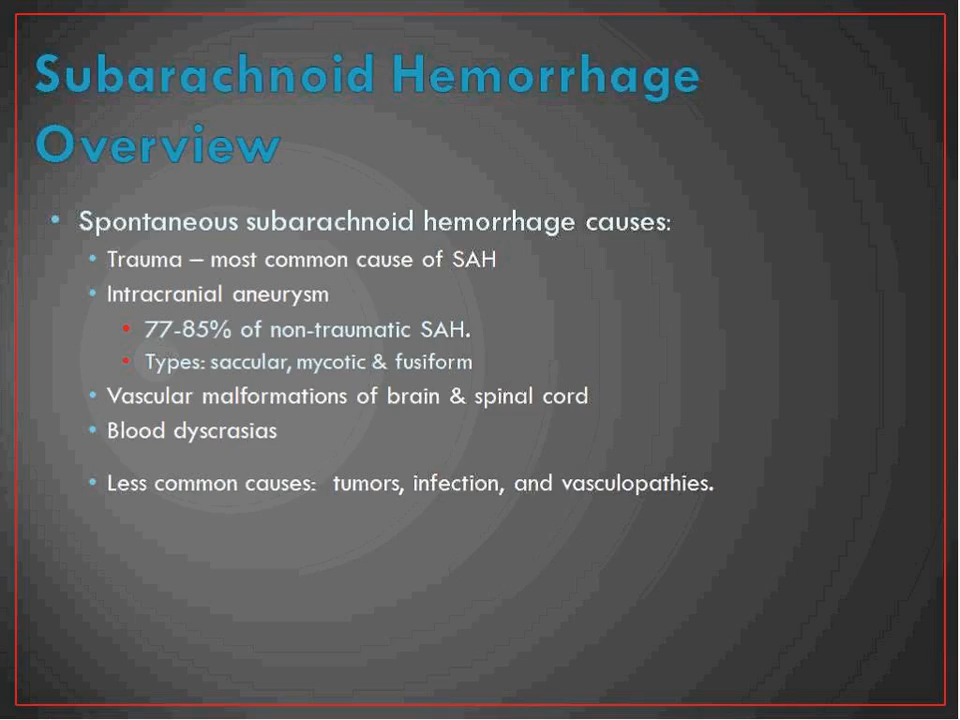 Subarachnoid Hemorrhage
Overview
• Spontaneous subarachnoid hemorrhage causes:
• Trauma – most common cause of SAH
• Intracranial aneurysm
• 77-85% of non-traumatic SAH.
• Types: saccular, mycotic & fusiform
• Vascular malformations of brain & spinal cord
• Blood dyscrasias
• Less common causes: tumors, infection, and vasculopathies.